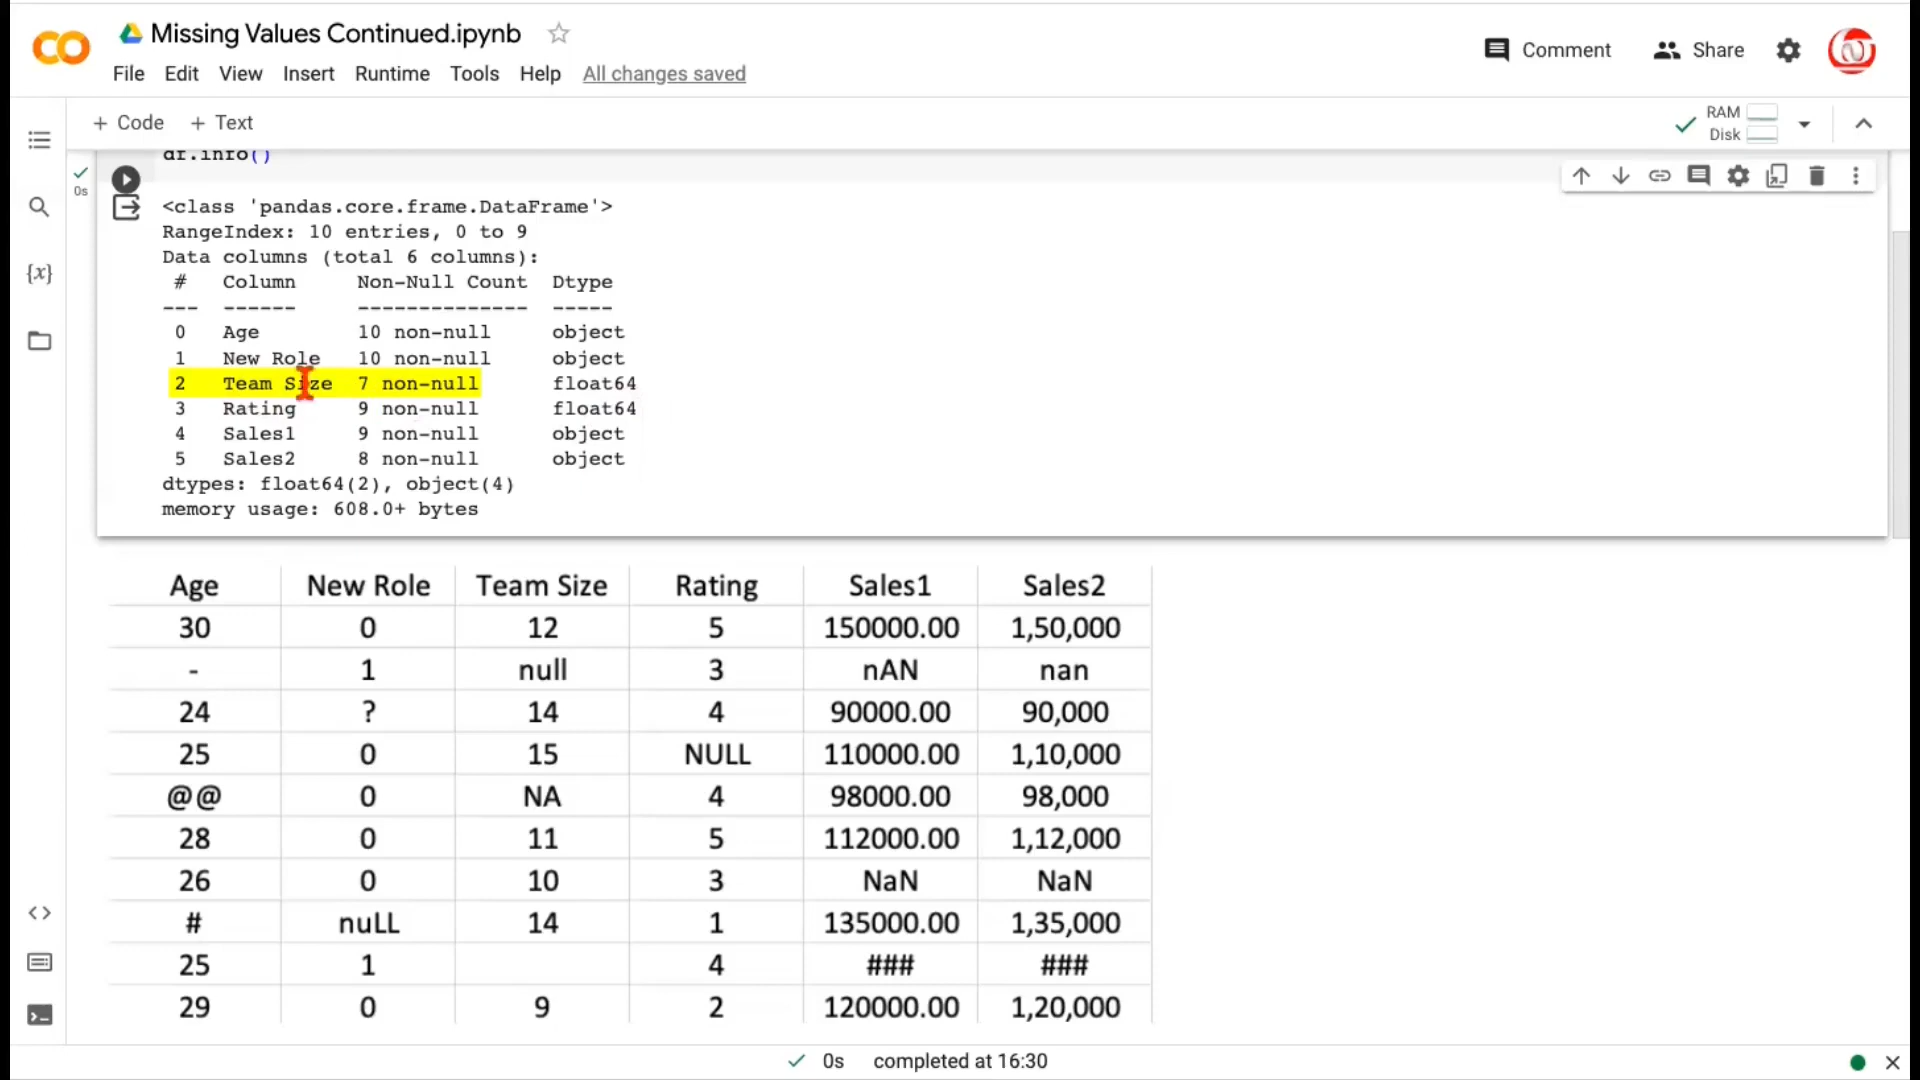 Missing Values Continued.ipynb
Comment
Share
File Edit View Insert Runtime Tools Help All changes saved
+ Code + Text
RAM
Disk
df.info()
0s
<class 'pandas.core.frame.DataFrame'>
RangeIndex: 10 entries, 0 to 9
Data columns (total 6 columns):
# Column Non-Null Count Dtype
--- ------ -------------- -----
0 Age 10 non-null object
1 New Role 10 non-null object
2 Team Size 7 non-null float64
3 Rating 9 non-null float64
4 Sales1 9 non-null object
5 Sales2 8 non-null object
dtypes: float64(2), object(4)
memory usage: 608.0+ bytes
Age New Role Team Size Rating Sales1 Sales2
30 0 12 5 150000.00 1,50,000
- 1 null 3 nAN nan
24 ? 14 4 90000.00 90,000
25 0 15 NULL 110000.00 1,10,000
@@ 0 NA 4 98000.00 98,000
28 0 11 5 112000.00 1,12,000
26 0 10 3 NaN NaN
# nuLL 14 1 135000.00 1,35,000
25 1 4 ### ###
29 0 9 2 120000.00 1,20,000
0s completed at 16:30